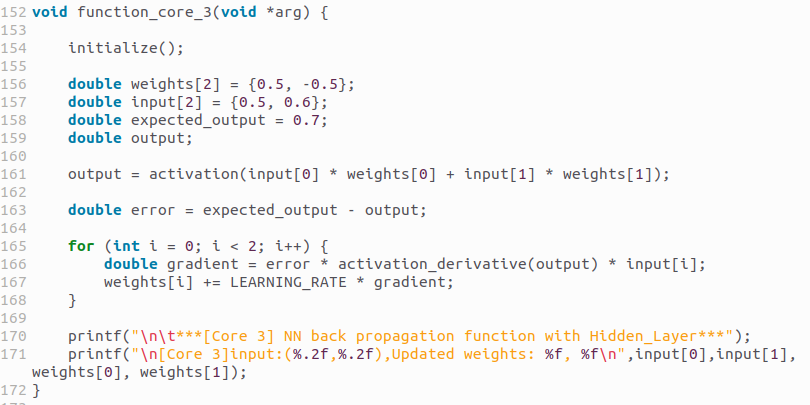 152 void function_core_3(void *arg) {
153
154     initialize();
155
156     double weights[2] = {0.5, -0.5};
157     double input[2] = {0.5, 0.6};
158     double expected_output = 0.7;
159     double output;
160
161     output = activation(input[0] * weights[0] + input[1] * weights[1]);
162
163     double error = expected_output - output;
164
165     for (int i = 0; i < 2; i++) {
166         double gradient = error * activation_derivative(output) * input[i];
167         weights[i] += LEARNING_RATE * gradient;
168     }
169
170     printf("\n\t***[Core 3] NN back propagation function with Hidden_Layer***");
171     printf("\n[Core 3]input:(%.2f,%.2f),Updated weights: %f, %f\n",input[0],input[1],
weights[0], weights[1]);
172 }